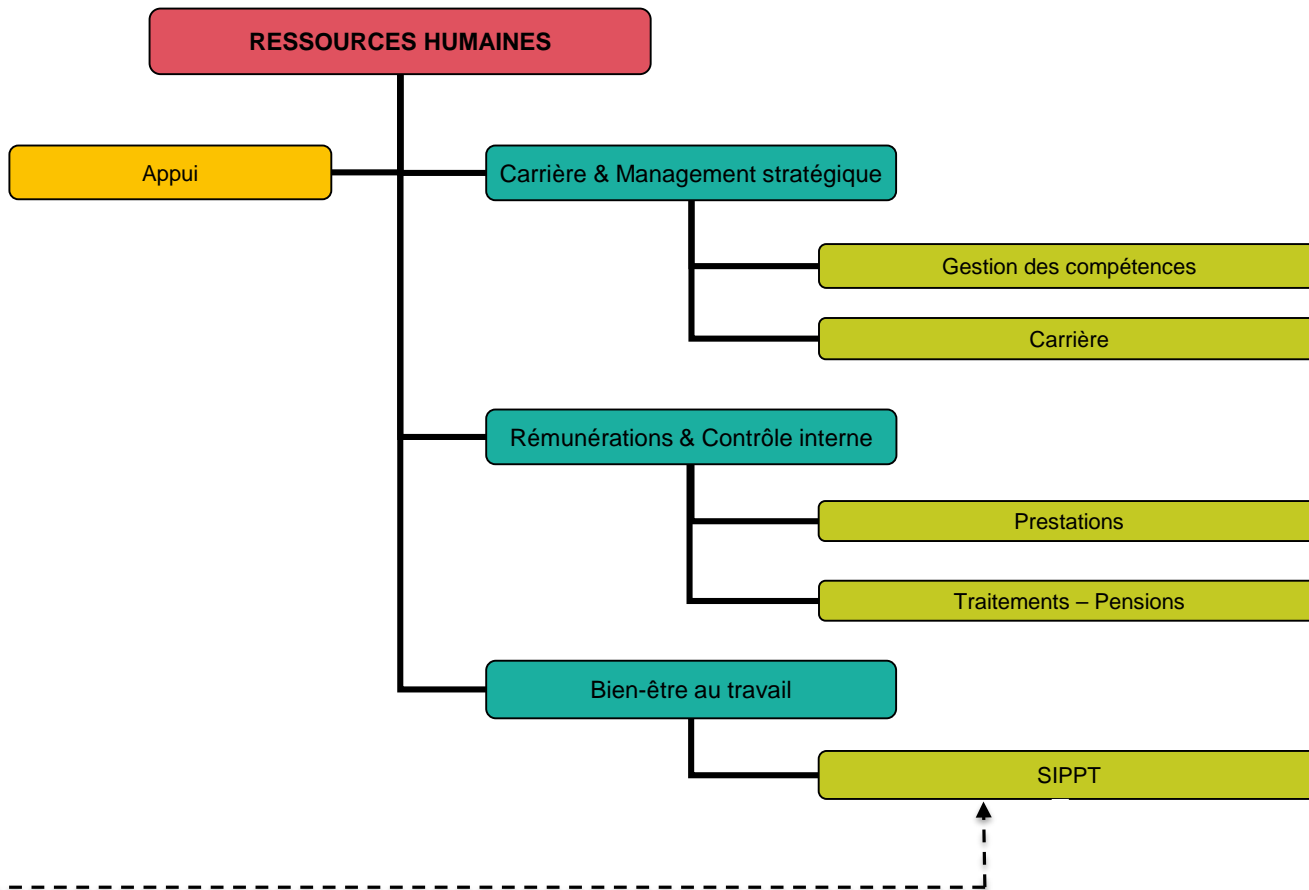 RESSOURCES HUMAINES
Appui
Carrière & Management stratégique
Gestion des compétences
Carrière
Rémunérations & Contrôle interne
Prestations
Traitements – Pensions
Bien-être au travail
SIPPT